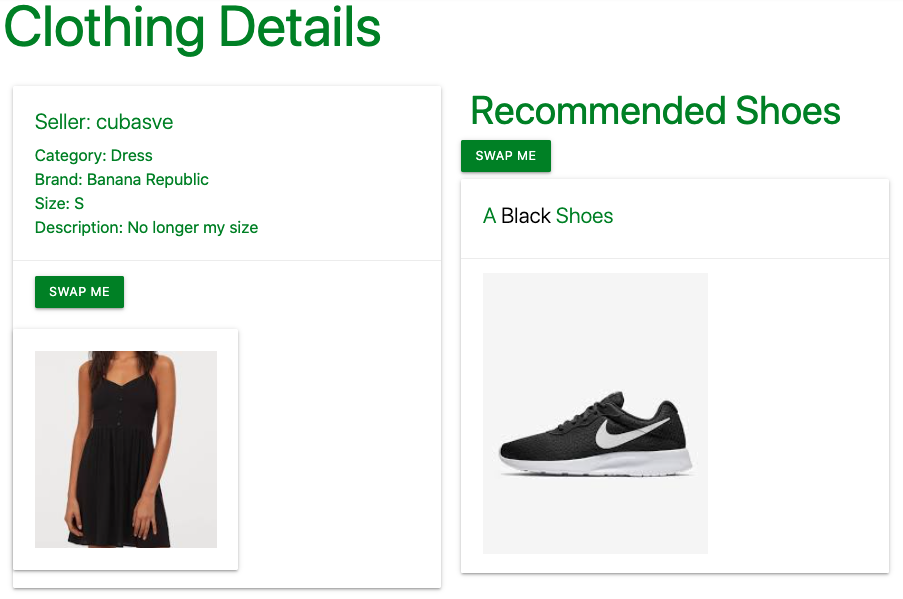 Clothing Details
Seller: cubasve
Category: Dress
Brand: Banana Republic
Size: S
Description: No longer my size
SWAP ME
Recommended Shoes
SWAP ME
A Black Shoes